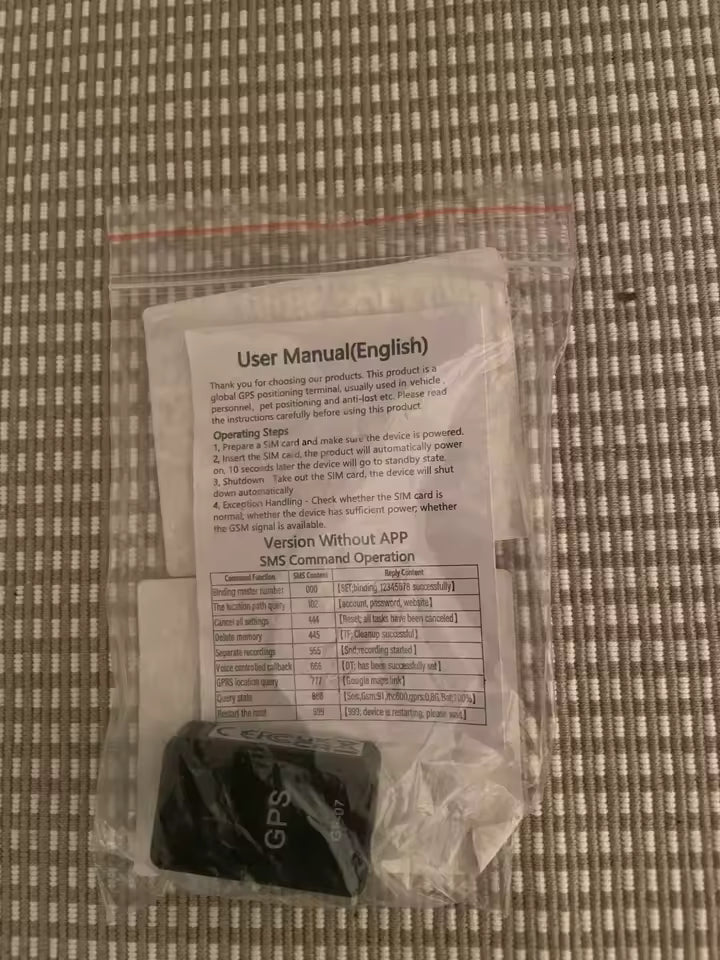 User Manual(English)
Thank you for choosing our products. This product is a
global GPS positioning terminal, usually used in vehicle ,
personnel, pet positioning and anti-lost etc. Please read
the instructions carefully before using this product
Operating Steps
1, Prepare a SIM card and make sure the device is powered.
2, Insert the SIM card, the product will automatically power
on, 10 seconds later the device will go to standby state.
3, Shutdown Take out the SIM card, the device will shut
down automatically
4, Exception Handling - Check whether the SIM card is
normal; whether the device has sufficient power; whether
the GSM signal is available.
Version Without APP
SMS Command Operation
Command Function SMS Content Reply Content
Binding master number 000 [SET;binding 12345678 successfully]
The location path query 102 [account, password, website]
Cancel all settings 444 [Reset; all tasks have been canceled]
Delete memory 445 [TF; Cleanup successful]
Separate recordings 555 [Snd:recording started]
Voice controlled callback 666 [DT; has been successfully set]
GPRS location query 777 [Google maps link]
Query state 888
Restart the host 999 [999; device is restarting, please wait]
CE FC
GPS